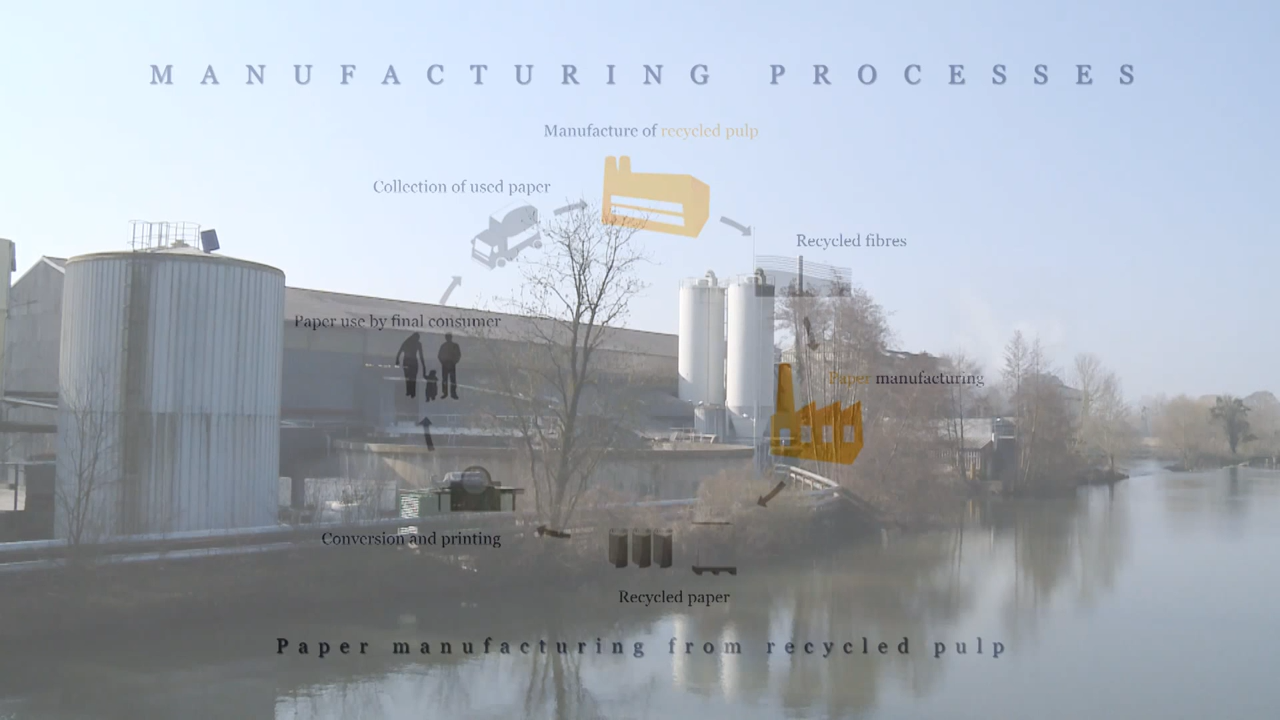 MANUFACTURING PROCESSES
Manufacture of recycled pulp
Collection of used paper
Recycled fibres
Paper use by final consumer
Paper manufacturing
Conversion and printing
Recycled paper
Paper manufacturing from recycled pulp